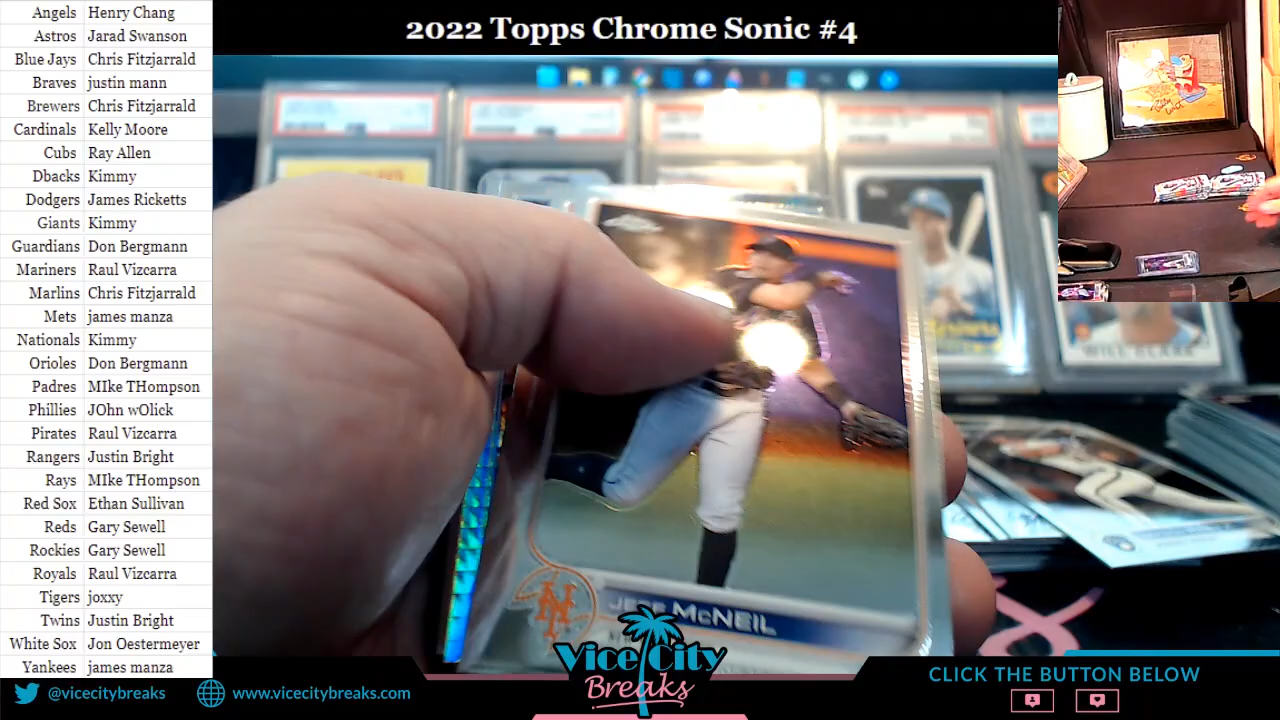 2022 Topps Chrome Sonic #4
Angels Henry Chang
Astros Jarad Swanson
Blue Jays Chris Fitzjarrald
Braves justin mann
Brewers Chris Fitzjarrald
Cardinals Kelly Moore
Cubs Ray Allen
Dbacks Kimmy
Dodgers James Ricketts
Giants Kimmy
Guardians Don Bergmann
Mariners Raul Vizcarra
Marlins Chris Fitzjarrald
Mets james manza
Nationals Kimmy
Orioles Don Bergmann
Padres MIke THompson
Phillies JOhn wOlick
Pirates Raul Vizcarra
Rangers Justin Bright
Rays MIke THompson
Red Sox Ethan Sullivan
Reds Gary Sewell
Rockies Gary Sewell
Royals Raul Vizcarra
Tigers joxxy
Twins Justin Bright
White Sox Jon Oestermeyer
Yankees james manza
WILL CLARK
JEFF McNEIL
Vice City
Breaks
@vicecitybreaks
www.vicecitybreaks.com
CLICK THE BUTTON BELOW